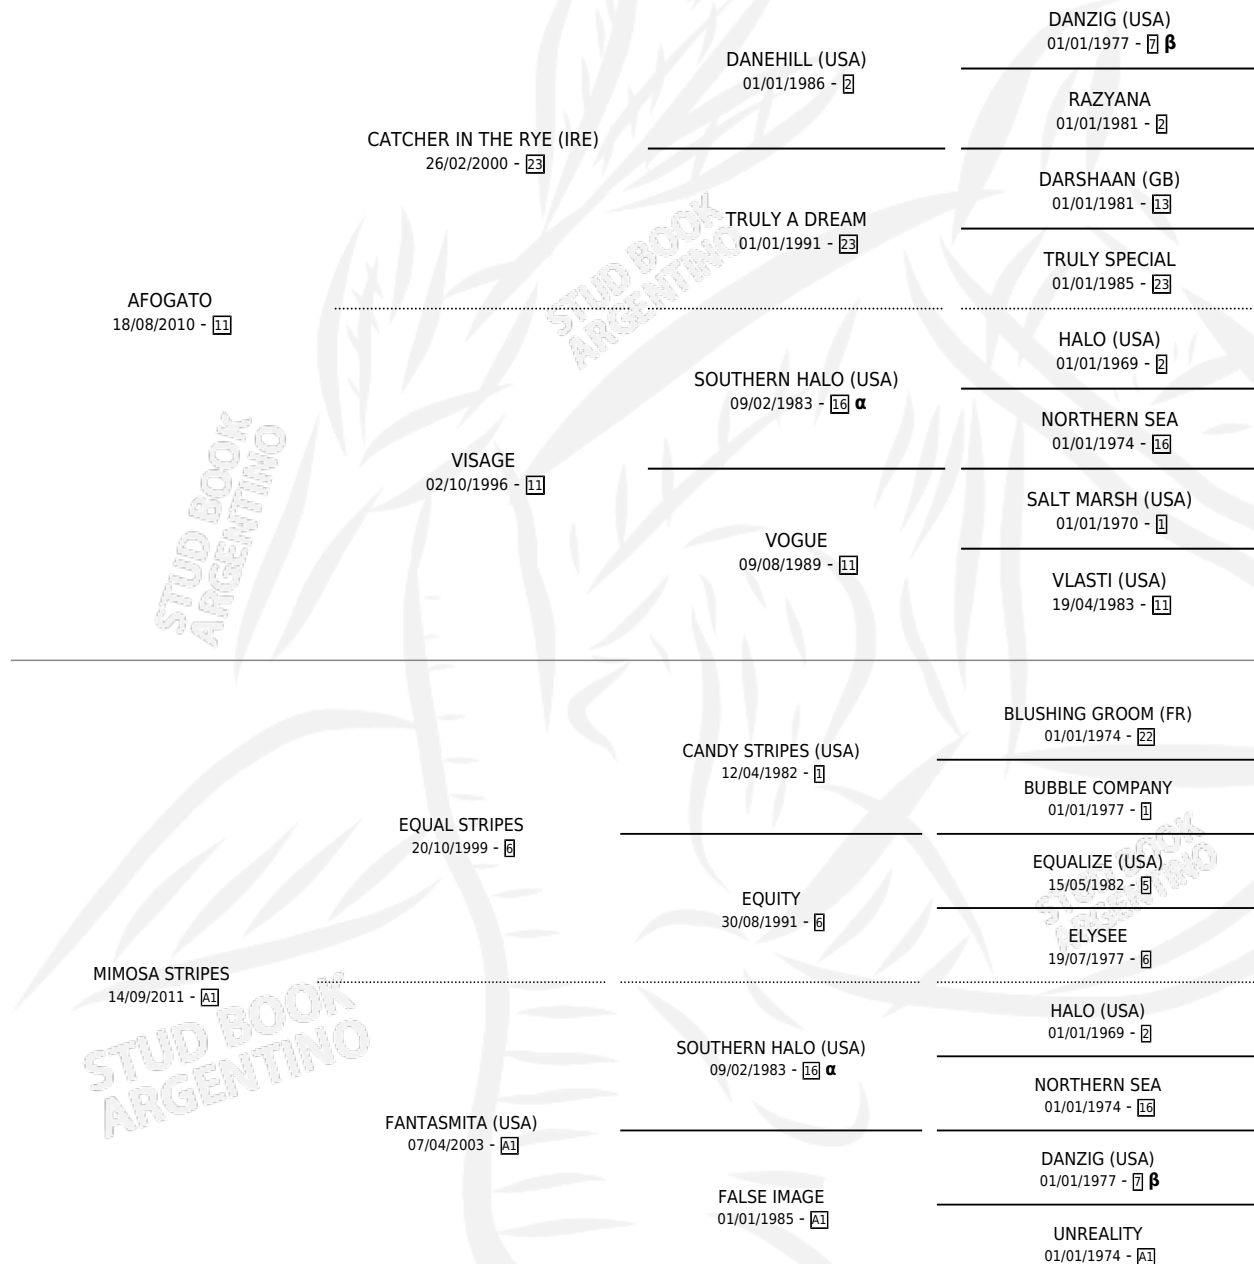 DANZIG (USA)
01/01/1977 - 7 β
DANEHILL (USA)
01/01/1986 - 2
RAZYANA
01/01/1981 - 2
CATCHER IN THE RYE (IRE)
26/02/2000 - 23
DARSHAAN (GB)
01/01/1981 - 13
TRULY A DREAM
01/01/1991 - 23
TRULY SPECIAL
01/01/1985 - 23
AFOGATO
18/08/2010 - 11
HALO (USA)
01/01/1969 - 2
SOUTHERN HALO (USA)
09/02/1983 - 16 α
NORTHERN SEA
01/01/1974 - 16
VISAGE
02/10/1996 - 11
SALT MARSH (USA)
01/01/1970 - 1
VOGUE
09/08/1989 - 11
VLASTI (USA)
19/04/1983 - 11
BLUSHING GROOM (FR)
01/01/1974 - 22
CANDY STRIPES (USA)
12/04/1982 - 1
BUBBLE COMPANY
01/01/1977 - 1
EQUAL STRIPES
20/10/1999 - 6
EQUALIZE (USA)
15/05/1982 - 5
EQUITY
30/08/1991 - 6
ELYSEE
19/07/1977 - 6
MIMOSA STRIPES
14/09/2011 - A1
HALO (USA)
01/01/1969 - 2
SOUTHERN HALO (USA)
09/02/1983 - 16 α
NORTHERN SEA
01/01/1974 - 16
FANTASMITA (USA)
07/04/2003 - A1
DANZIG (USA)
01/01/1977 - 7 β
FALSE IMAGE
01/01/1985 - A1
UNREALITY
01/01/1974 - A1
STUD BOOK
ARGENTINO
STUD BOOK
ARGENTINO
STUD BOOK
ARGENTINO
STUD BOOK
ARGENTINO